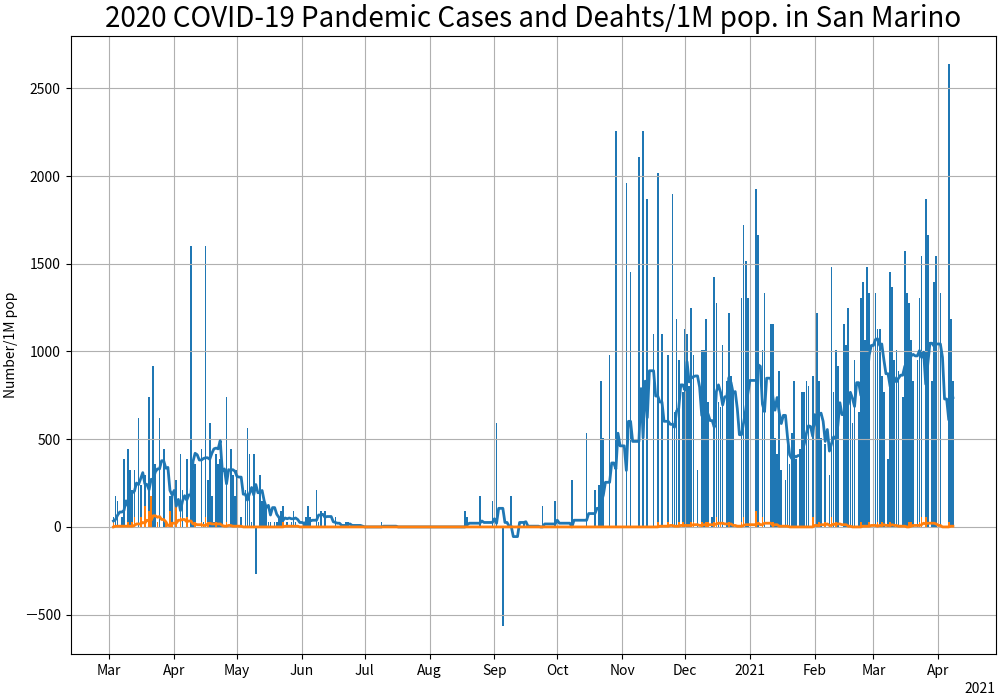 2020 COVID-19 Pandemic Cases and Deahts/1M pop. in San Marino
Number/1M pop
2500
2000
1500
1000
500
0
−500
Mar Apr May Jun Jul Aug Sep Oct Nov Dec 2021 Feb Mar Apr
2021